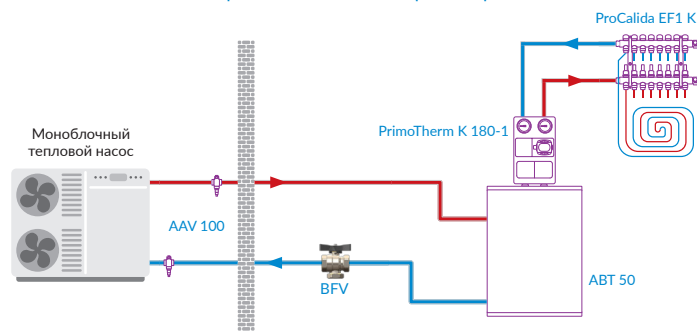 ProCalida EF1 K
PrimoTherm K 180-1
Моноблочный
тепловой насос
AAV 100
BFV
ABT 50